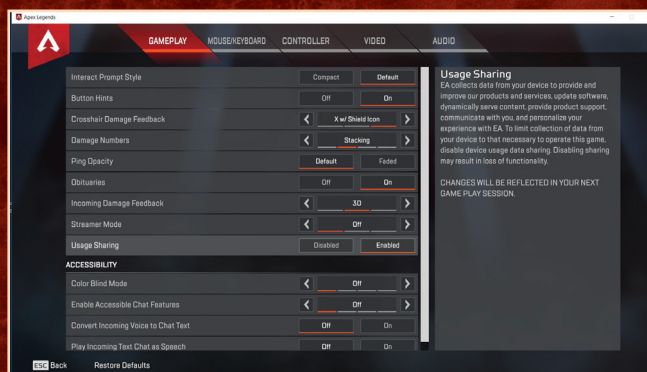 Apex Legends
GAMEPLAY MOUSE/KEYBOARD CONTROLLER VIDEO AUDIO
Interact Prompt Style Compact Default
Button Hints Off On
Crosshair Damage Feedback X w/ Shield Icon
Damage Numbers Stacking
Ping Opacity Default Faded
Obituaries Off On
Incoming Damage Feedback 3D
Streamer Mode Off
Usage Sharing Disabled Enabled
ACCESSIBILITY
Color Blind Mode Off
Enable Accessible Chat Features Off
Convert Incoming Voice to Chat Text Off On
Play Incoming Text Chat as Speech Off On
ESC Back Restore Defaults
Usage Sharing
EA collects data from your device to provide and
improve our products and services, update software,
dynamically serve content, provide product support,
communicate with you, and personalize your
experience with EA. To limit collection of data from
your device to that necessary to operate this game,
disable device usage data sharing. Disabling sharing
may result in loss of functionality.
CHANGES WILL BE REFLECTED IN YOUR NEXT
GAME PLAY SESSION.